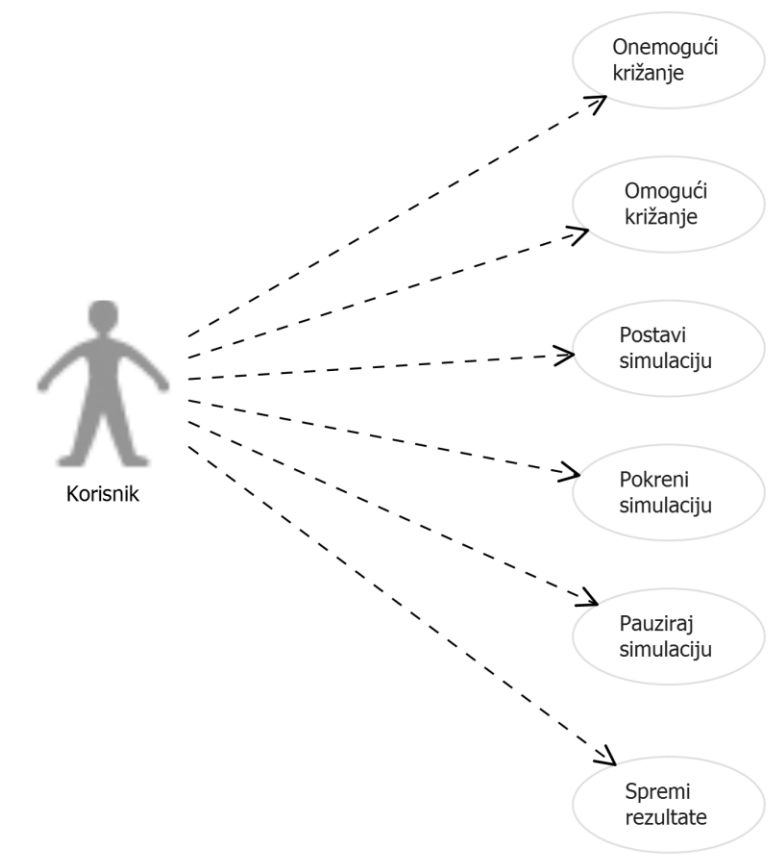 Onemogući
križanje
Omogući
križanje
Postavi
simulaciju
Korisnik
Pokreni
simulaciju
Pauziraj
simulaciju
Spremi
rezultate